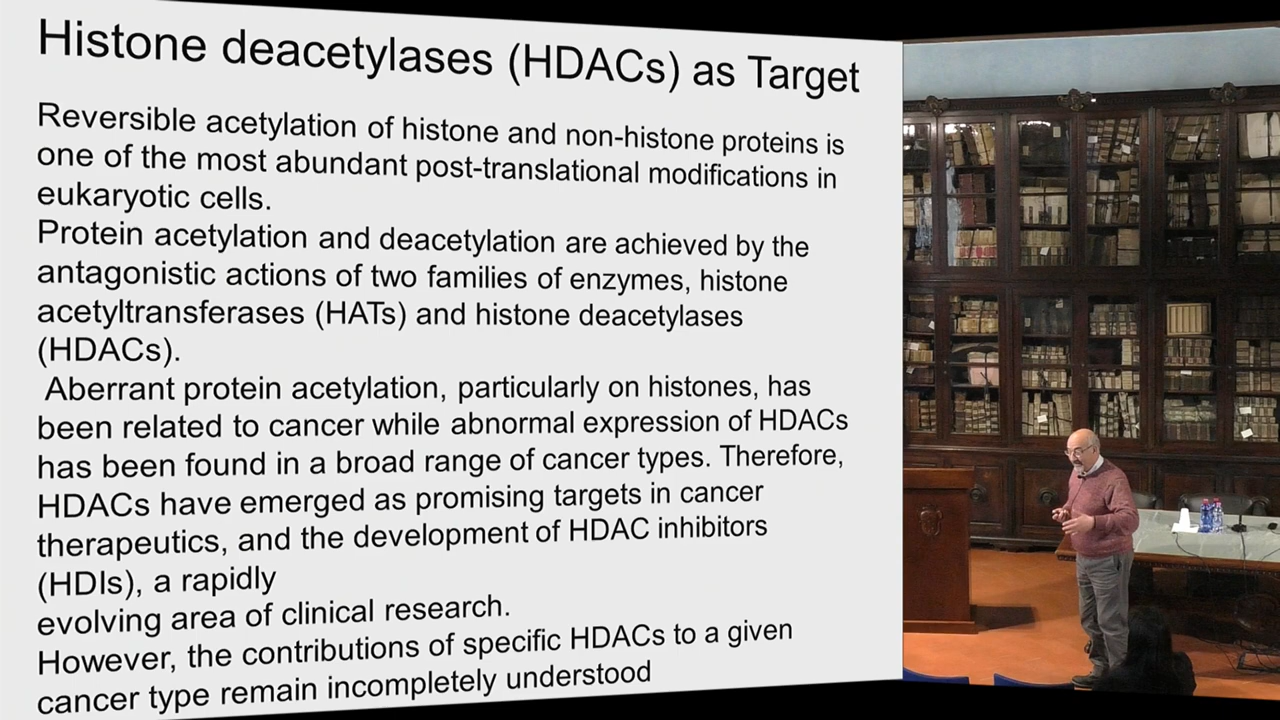 Histone deacetylases (HDACs) as Target
Reversible acetylation of histone and non-histone proteins is
one of the most abundant post-translational modifications in
eukaryotic cells.
Protein acetylation and deacetylation are achieved by the
antagonistic actions of two families of enzymes, histone
acetyltransferases (HATs) and histone deacetylases
(HDACs).
Aberrant protein acetylation, particularly on histones, has
been related to cancer while abnormal expression of HDACs
has been found in a broad range of cancer types. Therefore,
HDACs have emerged as promising targets in cancer
therapeutics, and the development of HDAC inhibitors
(HDIs), a rapidly
evolving area of clinical research.
However, the contributions of specific HDACs to a given
cancer type remain incompletely understood